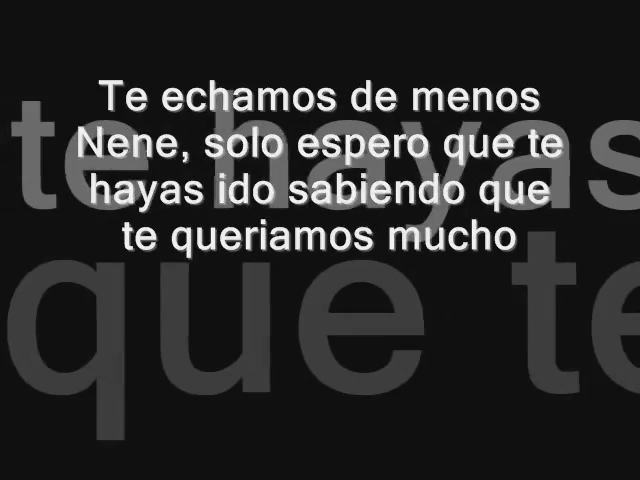 Te echamos de menos
Nene, solo espero que te
hayas ido sabiendo que
te queriamos mucho
te hayas
que te